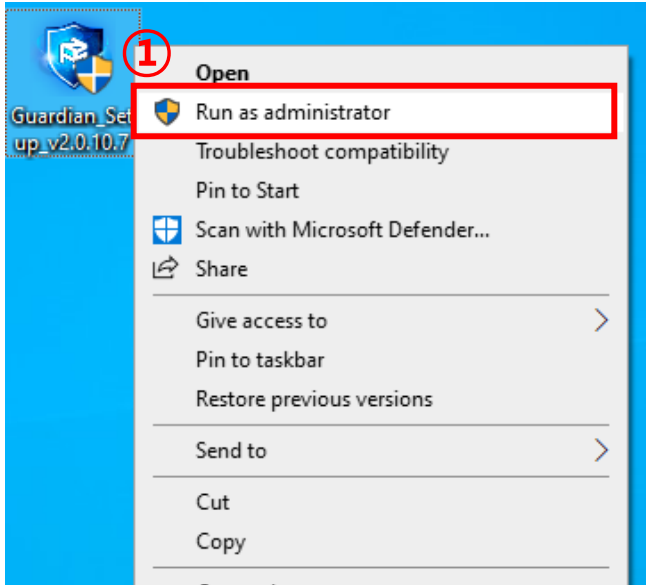 ①
Guardian_Set
up_v2.0.10.7
Open
Run as administrator
Troubleshoot compatibility
Pin to Start
Scan with Microsoft Defender...
Share
Give access to
Pin to taskbar
Restore previous versions
Send to
Cut
Copy